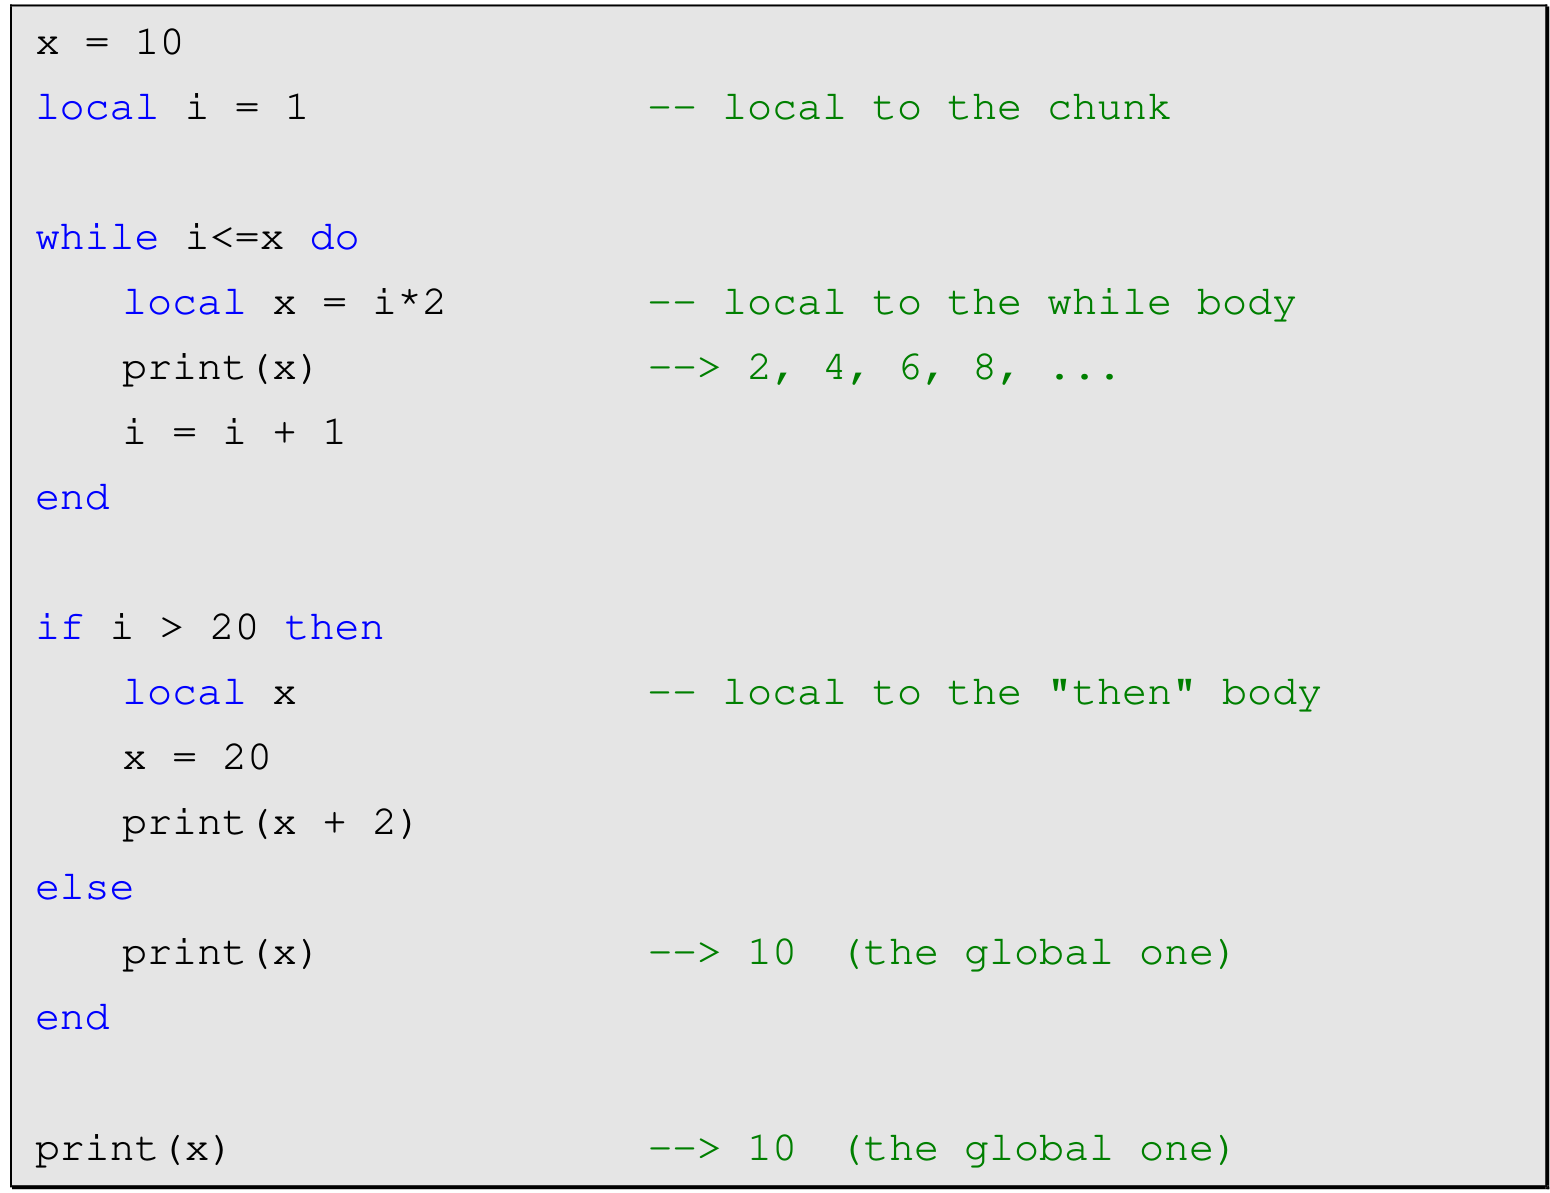 x = 10
local i = 1              -- local to the chunk

while i<=x do
    local x = i*2        -- local to the while body
    print(x)             --> 2, 4, 6, 8, ...
    i = i + 1
end

if i > 20 then
    local x              -- local to the "then" body
    x = 20
    print(x + 2)
else
    print(x)             --> 10  (the global one)
end

print(x)                 --> 10  (the global one)